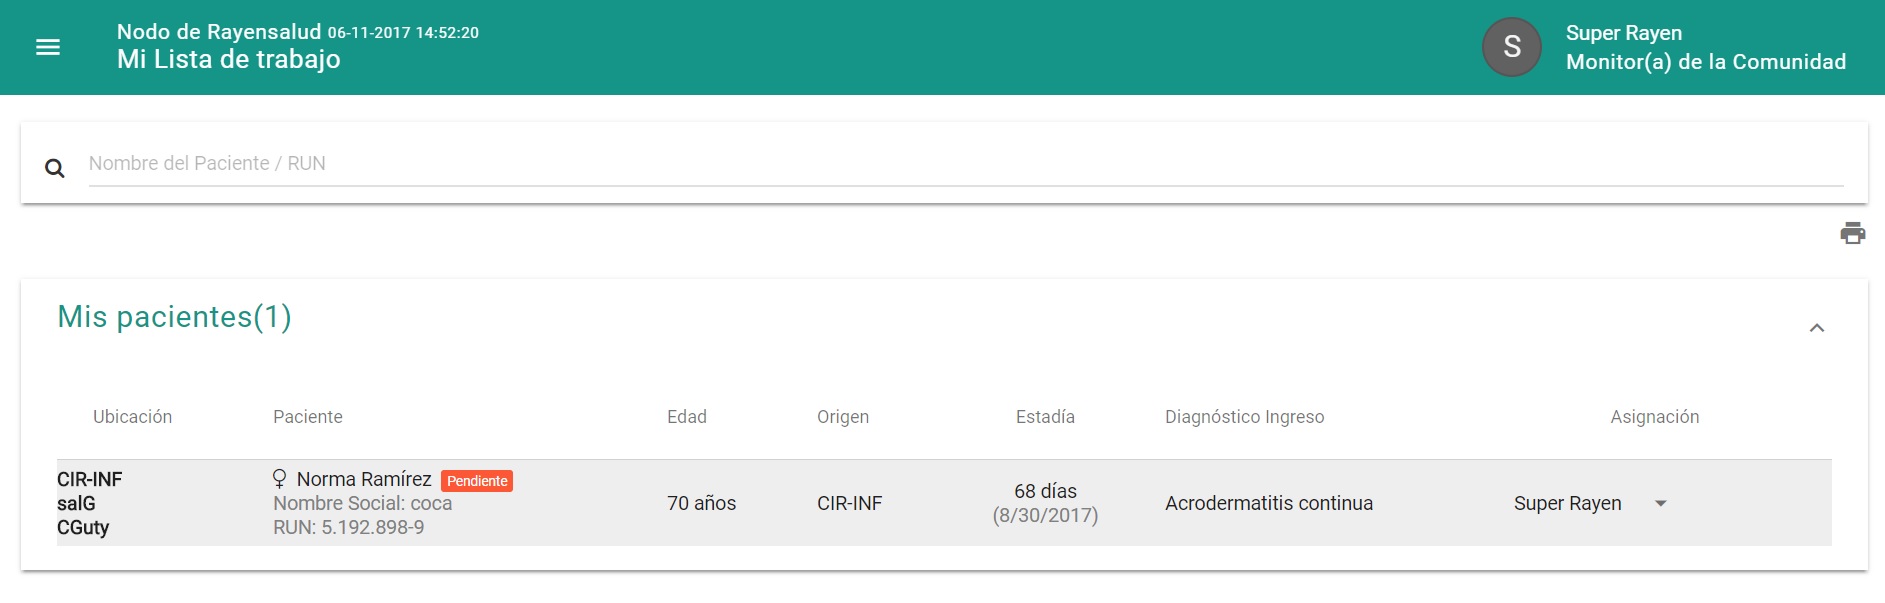 Nodo de Rayensalud 06-11-2017 14:52:20
Mi Lista de trabajo
S
Super Rayen
Monitor(a) de la Comunidad
Nombre del Paciente / RUN
Mis pacientes(1)
Ubicación Paciente Edad Origen Estadía Diagnóstico Ingreso Asignación
CIR-INF
salG
CGuty
Norma Ramírez Pendiente
Nombre Social: coca
RUN: 5.192.898-9
70 años
CIR-INF
68 días
(8/30/2017)
Acrodermatitis continua
Super Rayen